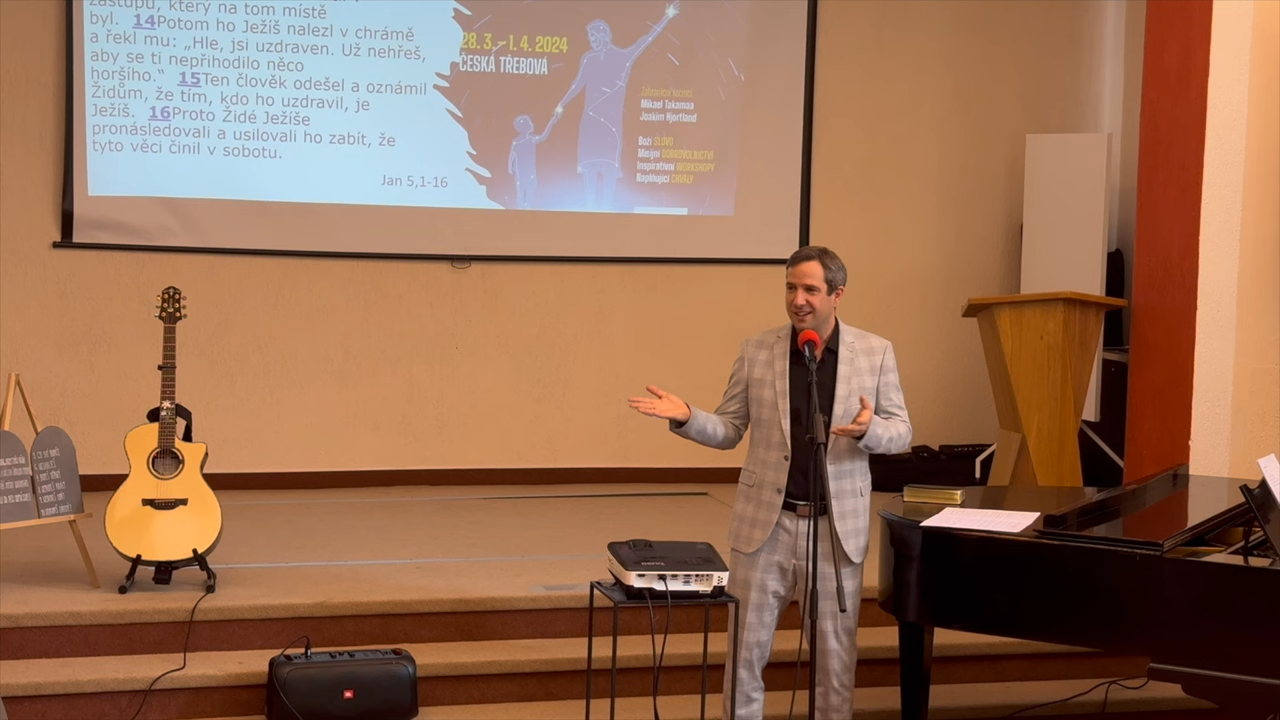 zástupu, který na tom místě
byl. 14Potom ho Ježíš nalezl v chrámě
a řekl mu: „Hle, jsi uzdraven. Už nehřeš,
aby se ti nepřihodilo něco
horšího.“ 15Ten člověk odešel a oznámil
Židům, že tím, kdo ho uzdravil, je
Ježíš. 16Proto Židé Ježíše
pronásledovali a usilovali ho zabít, že
tyto věci činil v sobotu.
Jan 5,1-16
28. 3. – 1. 4. 2024
ČESKÁ TŘEBOVÁ
Mikael Takamaa
Joakim Hjortland
Boží SLOVO
Misijní DOBROVOLNICTVÍ
Inspirativní WORKSHOPY
Naplňující CHVÁLY
JBL